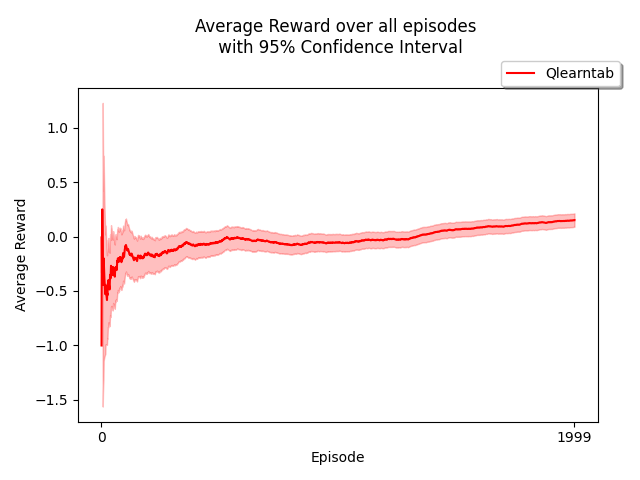 Average Reward over all episodes
with 95% Confidence Interval
Qlearntab
1.0
0.5
0.0
−0.5
−1.0
−1.5
Average Reward
0
1999
Episode